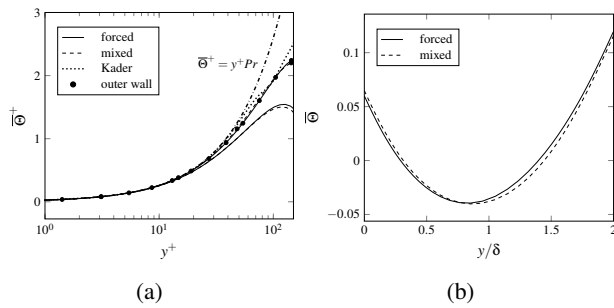 3
2
1
0
10⁰
10¹
10²
y⁺
Θ̅⁺
forced
mixed
Kader
outer wall
Θ̅⁺ = y⁺Pr
(a)
0.1
0.05
0
−0.05
0
0.5
1
1.5
2
y/δ
Θ̅
forced
mixed
(b)